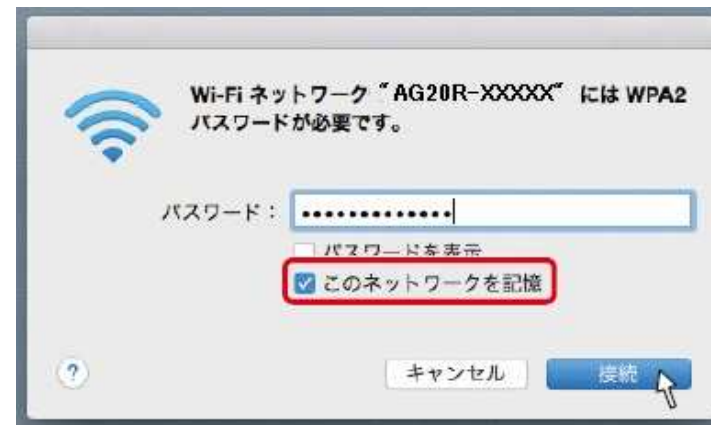 Wi-Fi ネットワーク “AG20R-XXXXX” には WPA2
パスワードが必要です。
パスワード： •••••••••••••
パスワードを表示
このネットワークを記憶
? キャンセル 接続